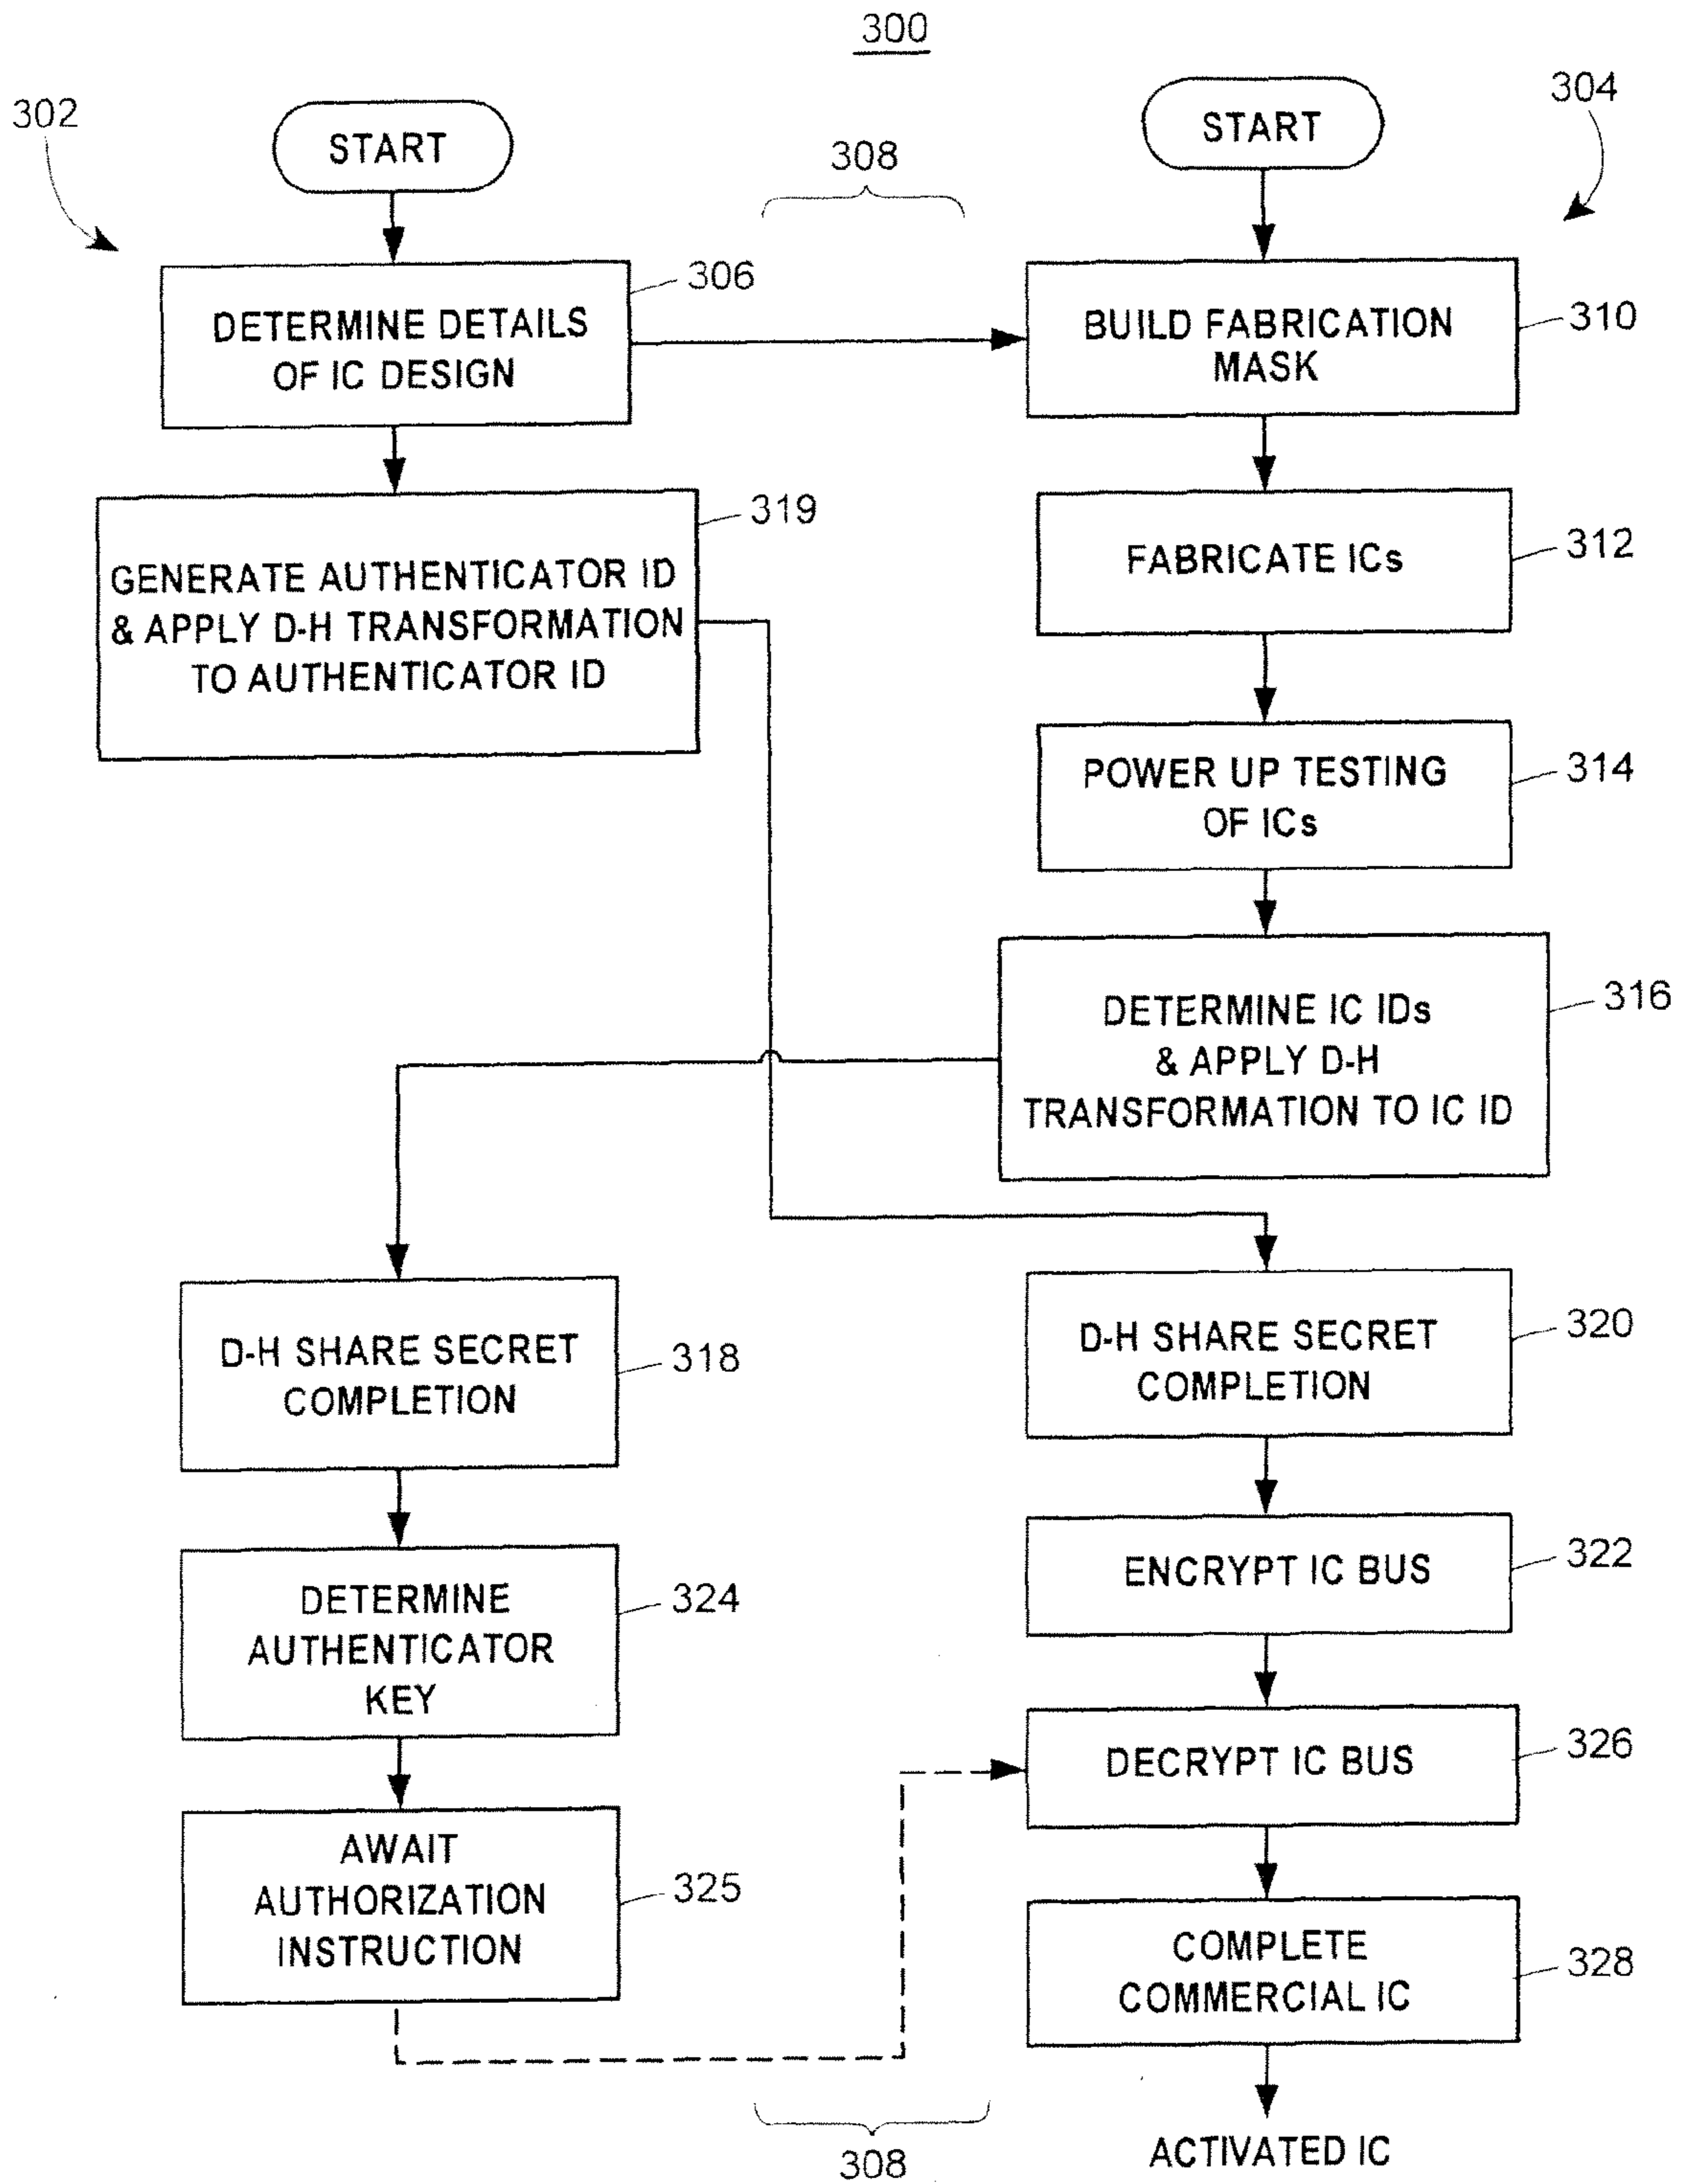 300
302
START
308
START
304
DETERMINE DETAILS
OF IC DESIGN
306
BUILD FABRICATION
MASK
310
GENERATE AUTHENTICATOR ID
& APPLY D-H TRANSFORMATION
TO AUTHENTICATOR ID
319
FABRICATE ICs
312
POWER UP TESTING
OF ICs
314
DETERMINE IC IDs
& APPLY D-H
TRANSFORMATION TO IC ID
316
D-H SHARE SECRET
COMPLETION
318
D-H SHARE SECRET
COMPLETION
320
ENCRYPT IC BUS
322
DETERMINE
AUTHENTICATOR
KEY
324
DECRYPT IC BUS
326
AWAIT
AUTHORIZATION
INSTRUCTION
325
COMPLETE
COMMERCIAL IC
328
308
ACTIVATED IC